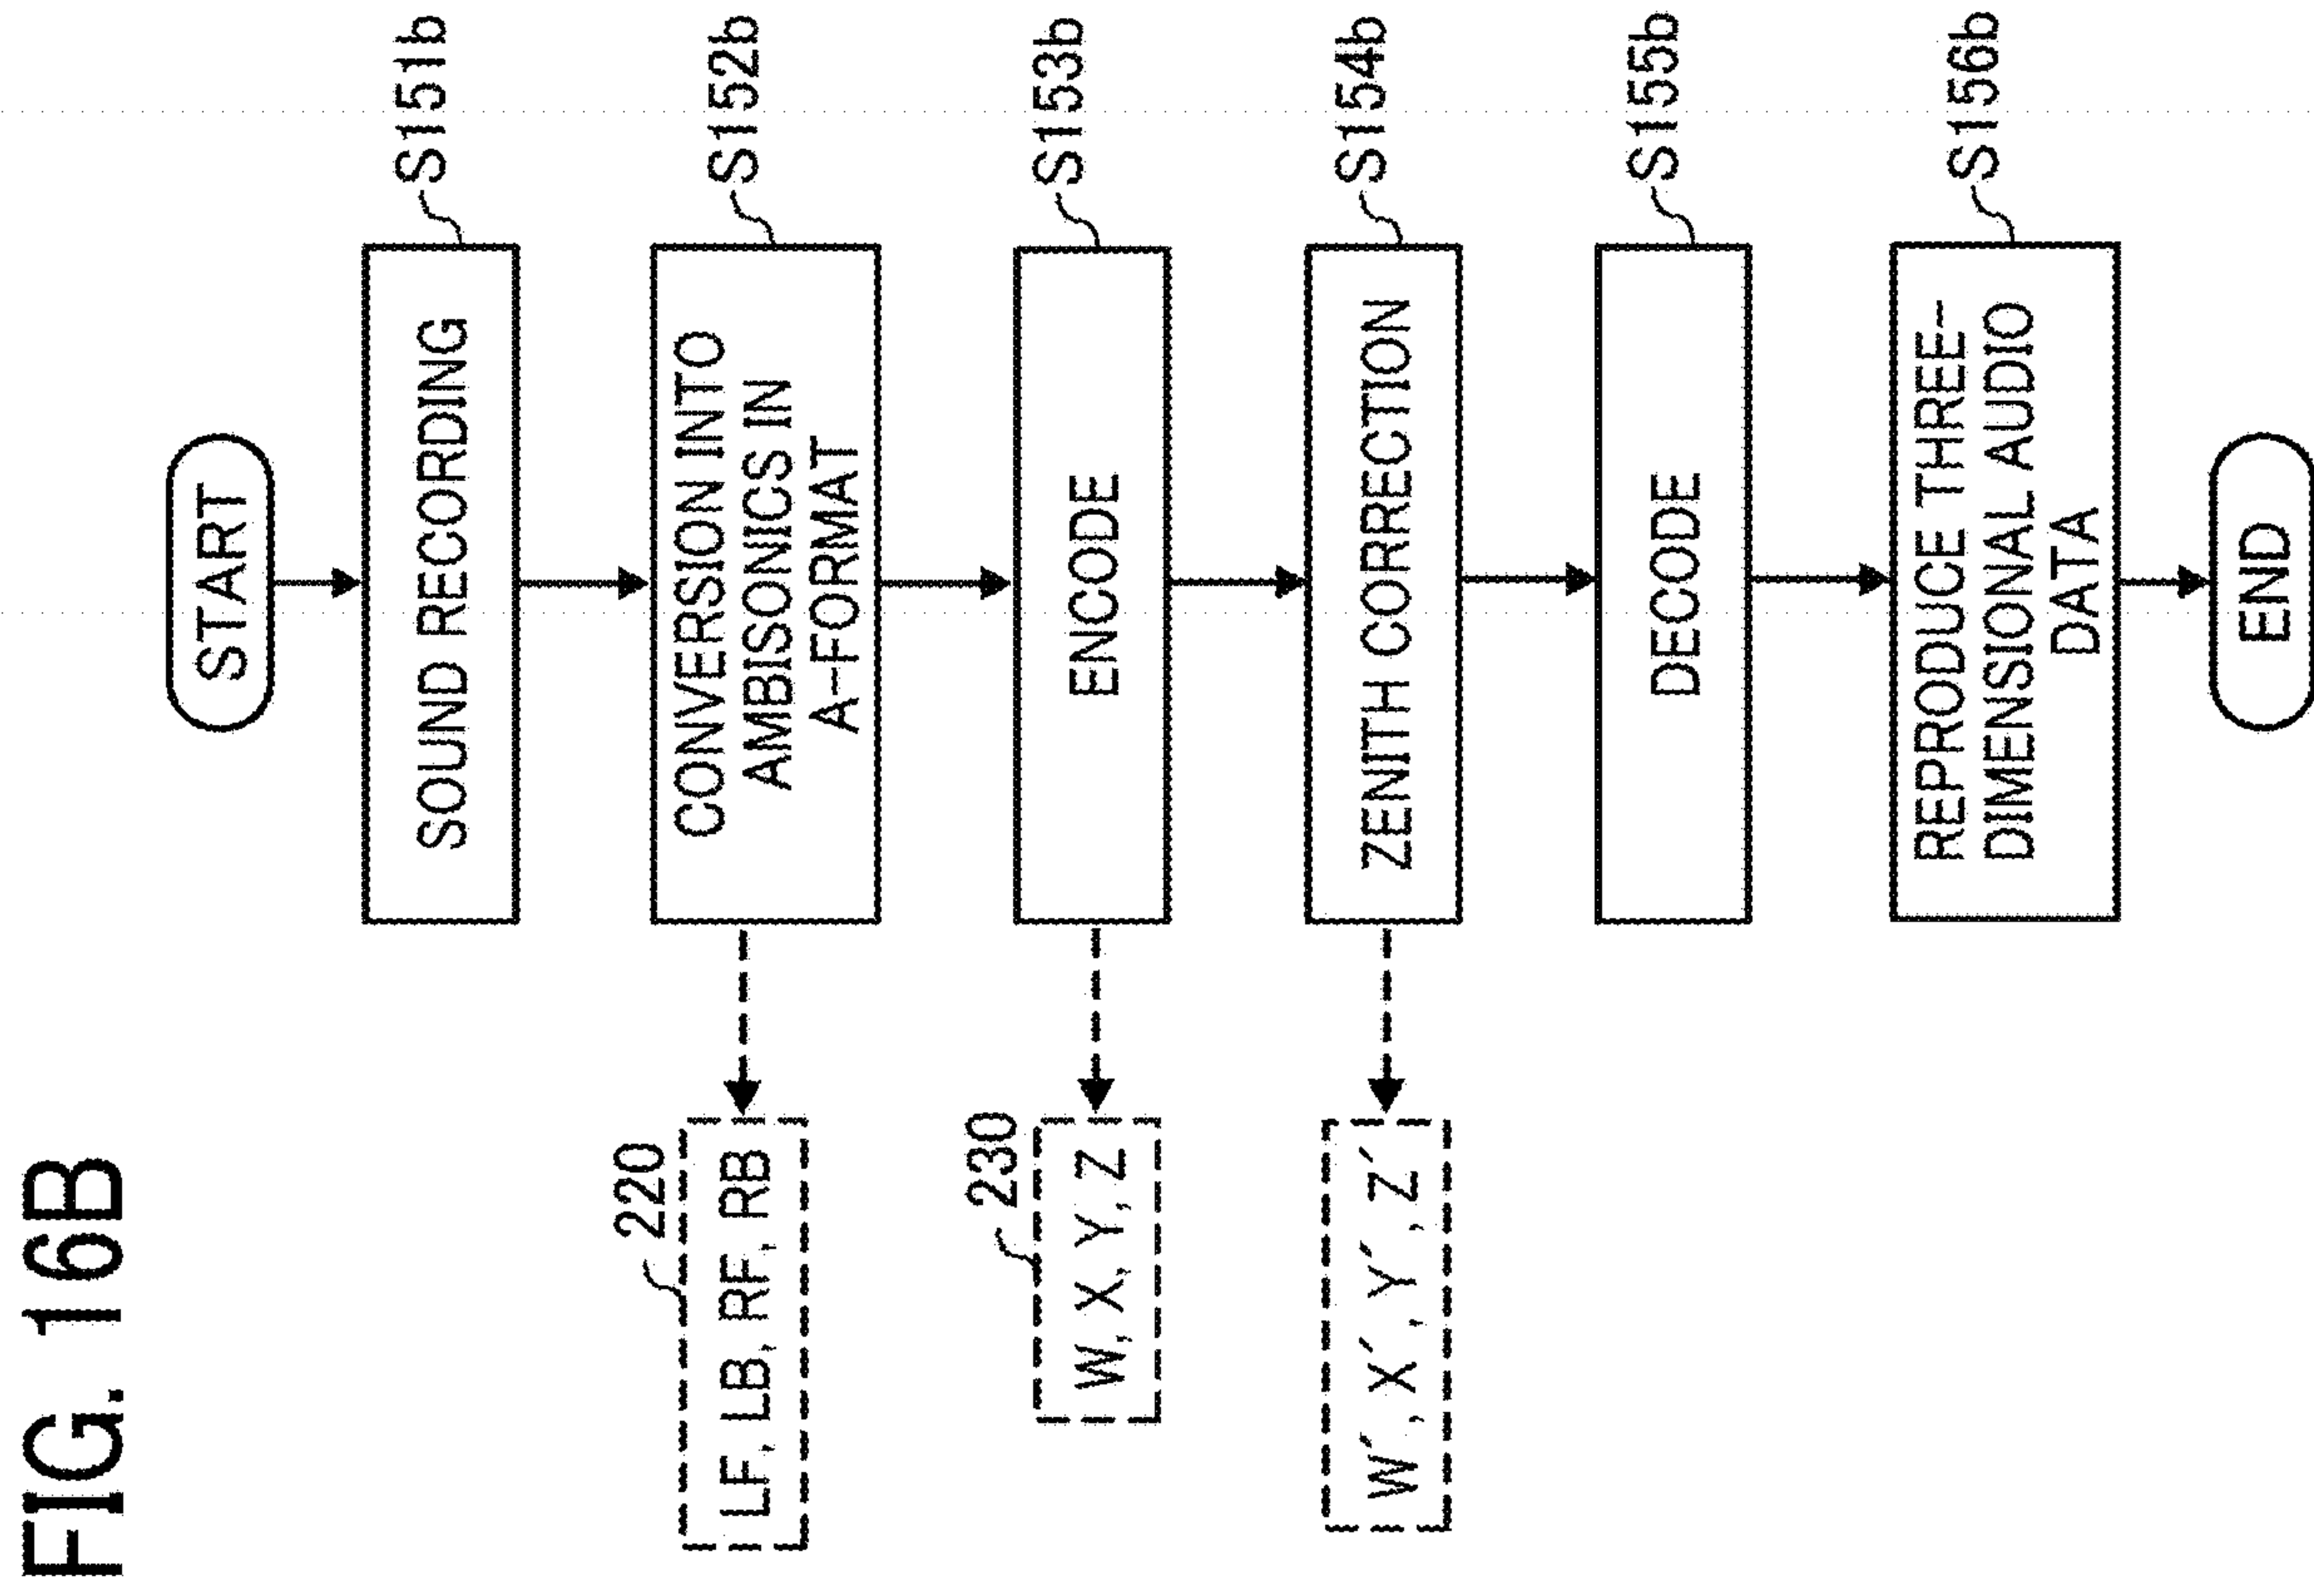 FIG. 16B
START
SOUND RECORDING
S151b
CONVERSION INTO
AMBISONICS IN
A-FORMAT
S152b
220
LF, LB, RF, RB
ENCODE
S153b
230
W, X, Y, Z
ZENITH CORRECTION
S154b
W´, X´, Y´, Z´
DECODE
S155b
REPRODUCE THREE-
DIMENSIONAL AUDIO
DATA
S156b
END